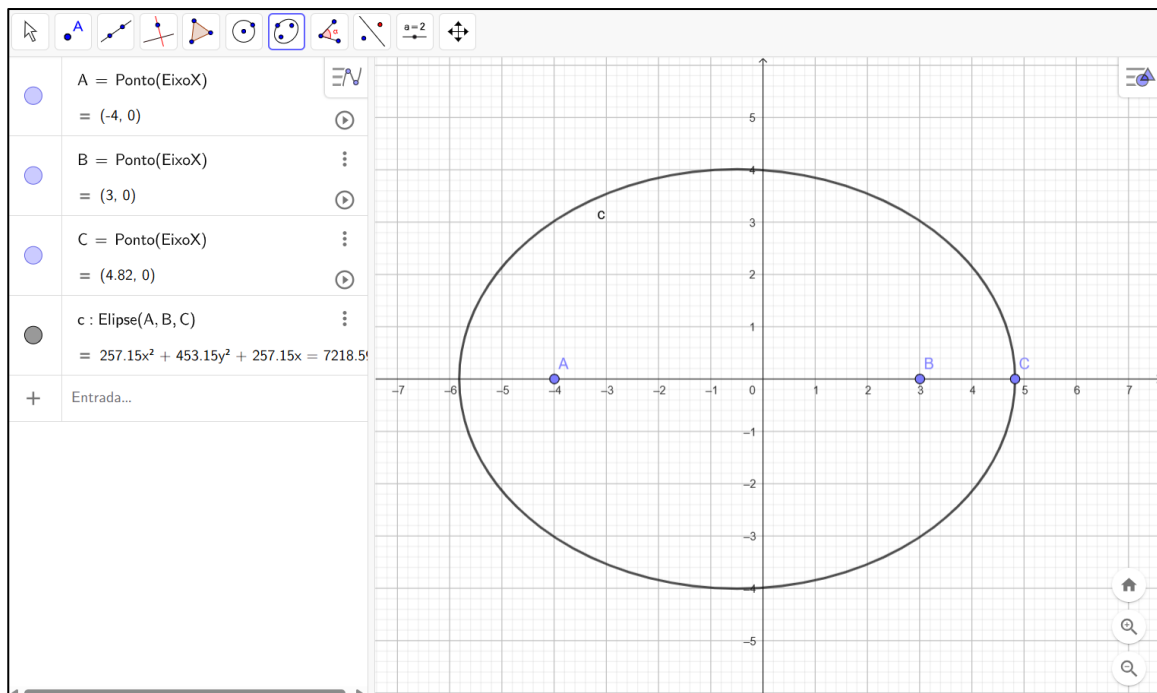 A
α
a=2
A = Ponto(EixoX)
= (-4, 0)
B = Ponto(EixoX)
= (3, 0)
C = Ponto(EixoX)
= (4.82, 0)
c : Elipse(A, B, C)
= 257.15x² + 453.15y² + 257.15x = 7218.59
+ Entrada...
5
4
c
3
2
1
A B C
–7 –6 –5 –4 –3 –2 –1 0 1 2 3 4 5 6 7
–1
–2
–3
–4
–5